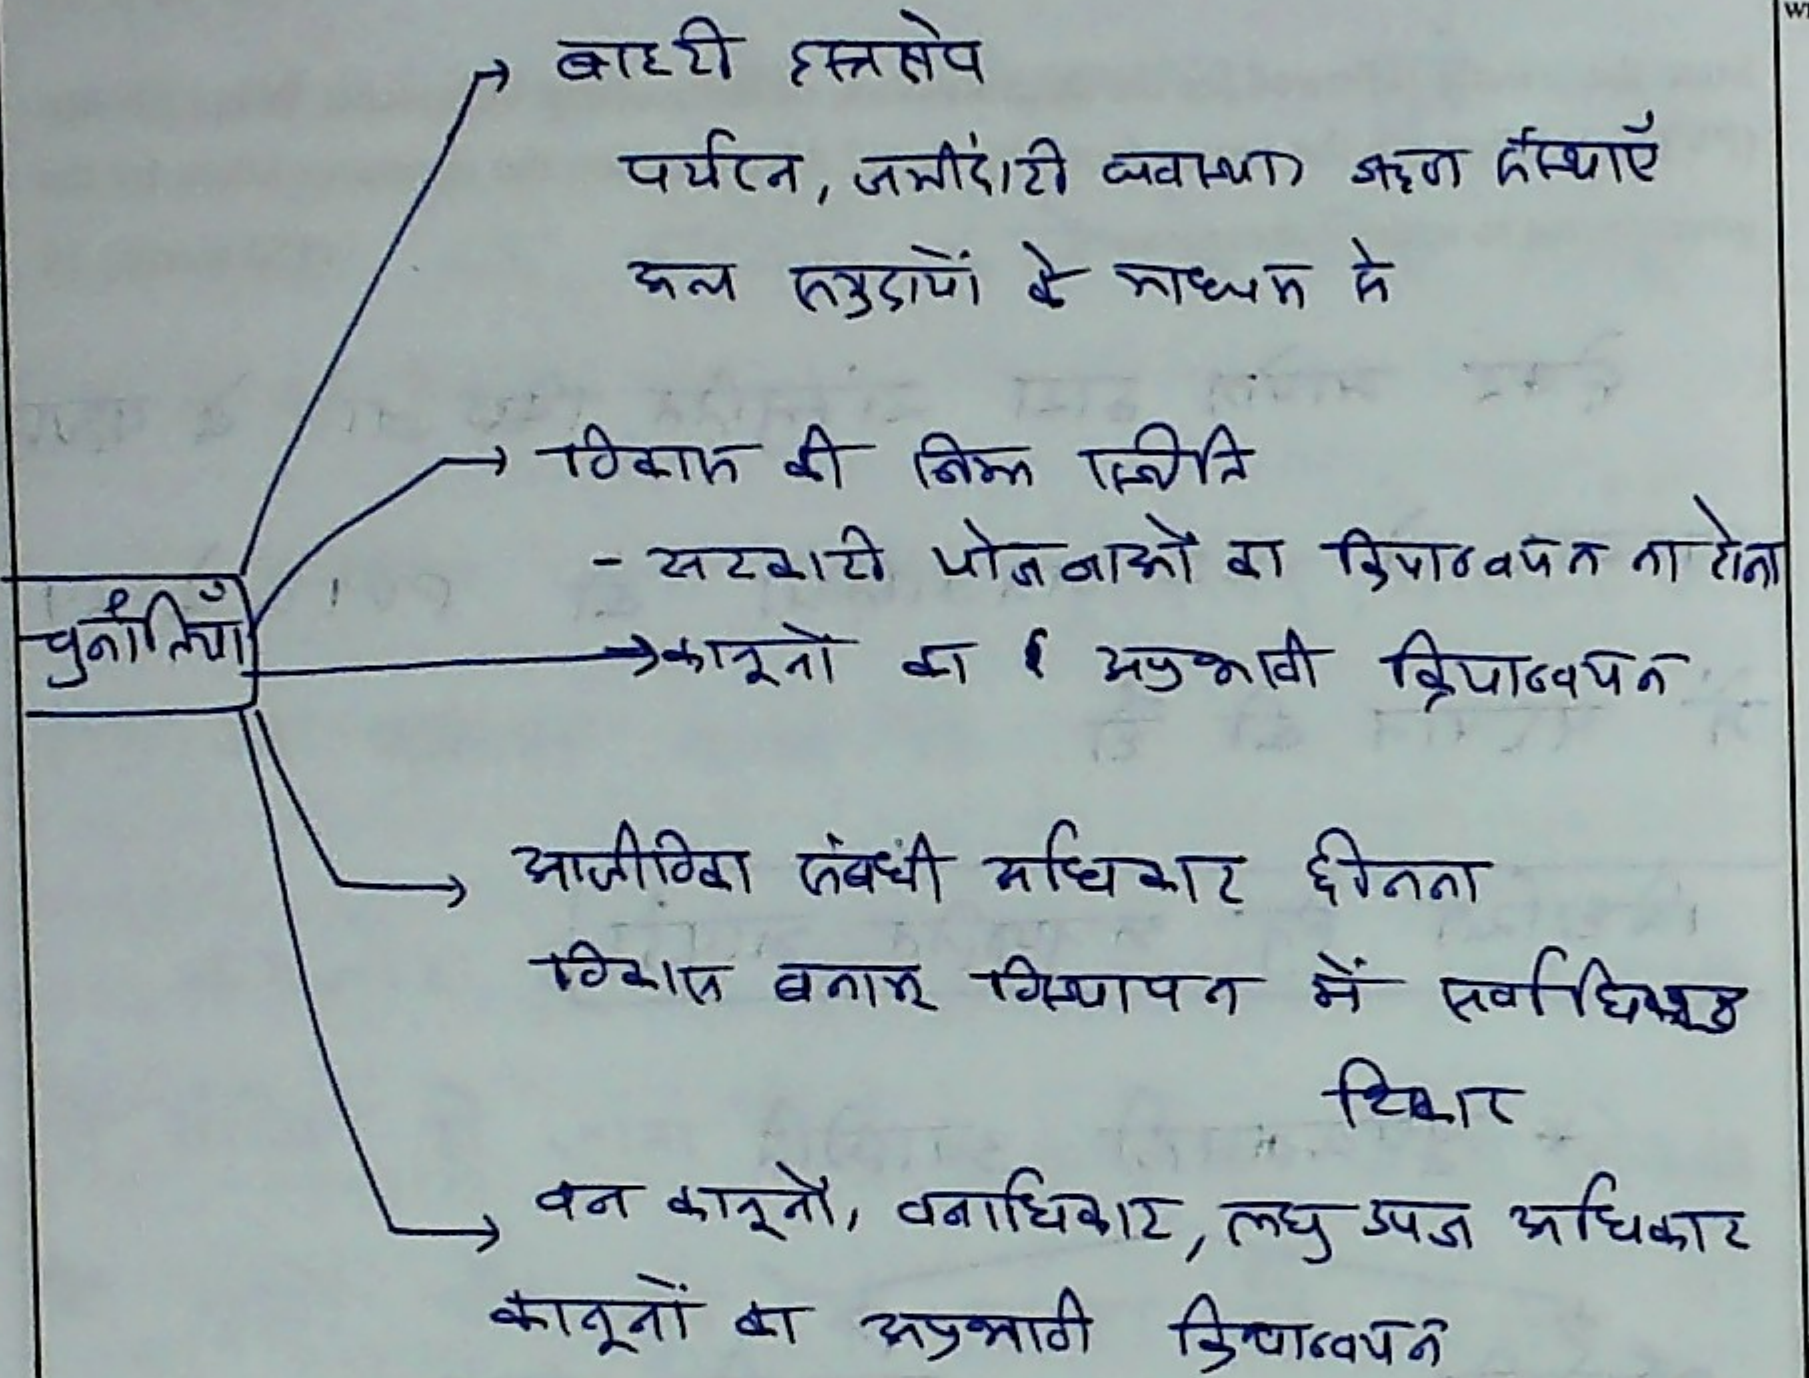 बाहरी हस्तक्षेप
पर्यटन, जमींदारी व्यवस्था, ऋण संस्थाएँ
अन्य समुदायों के माध्यम से
विकास की निम्न स्थिति
- सरकारी योजनाओं का क्रियान्वयन ना होना
चुनौतियाँ
कानूनों का अप्रभावी क्रियान्वयन
आजीविका संबंधी अधिकार छीनना
विकास बनाम विस्थापन में सर्वाधिक
शिकार
वन कानूनों, वनाधिकार, लघु उपज अधिकार
कानूनों का अप्रभावी क्रियान्वयन